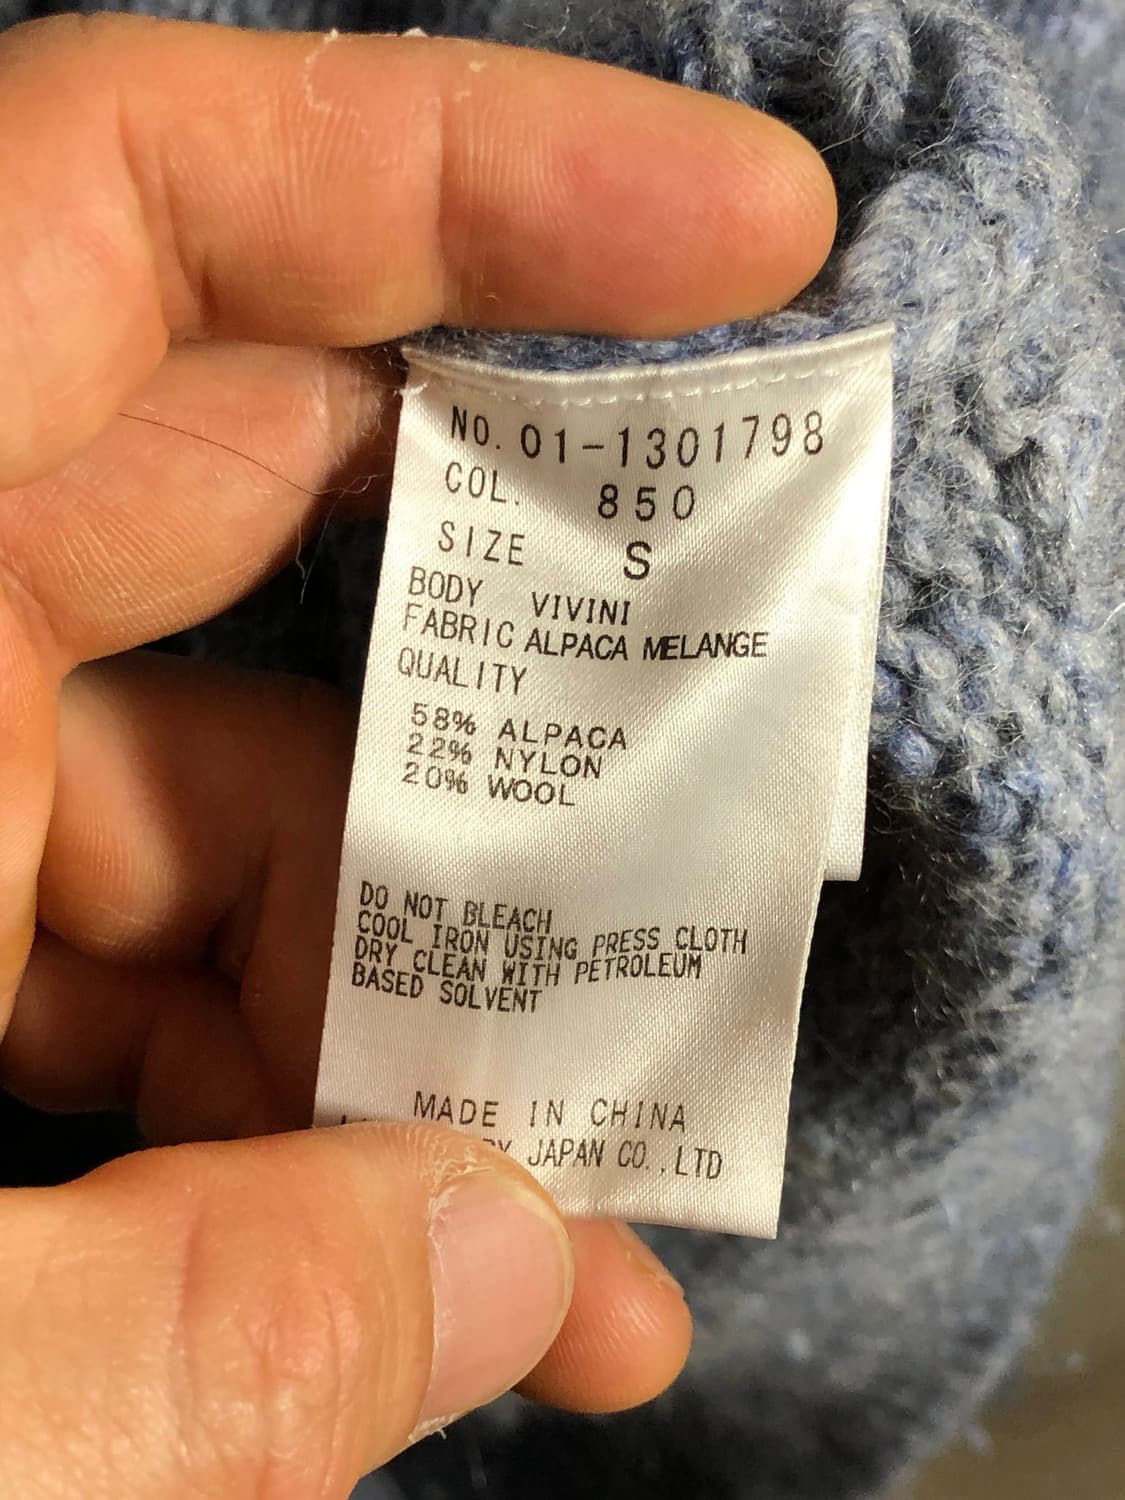 NO. 01-1301798
COL. 850
SIZE S
BODY VIVINI
FABRIC ALPACA MELANGE
QUALITY
58% ALPACA
22% NYLON
20% WOOL
DO NOT BLEACH
COOL IRON USING PRESS CLOTH
DRY CLEAN WITH PETROLEUM
BASED SOLVENT
MADE IN CHINA
JAPAN CO.,LTD